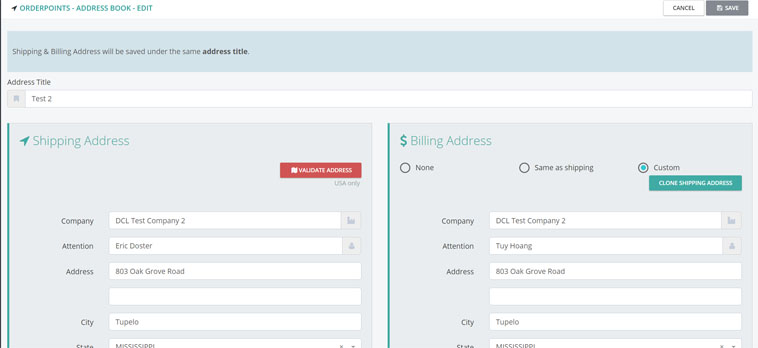 ORDERPOINTS - ADDRESS BOOK - EDIT
CANCEL
SAVE
Shipping & Billing Address will be saved under the same address title.
Address Title
Test 2
Shipping Address
VALIDATE ADDRESS
USA only
Company
DCL Test Company 2
Attention
Eric Doster
Address
803 Oak Grove Road
City
Tupelo
State
MISSISSIPPI
Billing Address
None
Same as shipping
Custom
CLONE SHIPPING ADDRESS
Company
DCL Test Company 2
Attention
Tuy Hoang
Address
803 Oak Grove Road
City
Tupelo
State
MISSISSIPPI